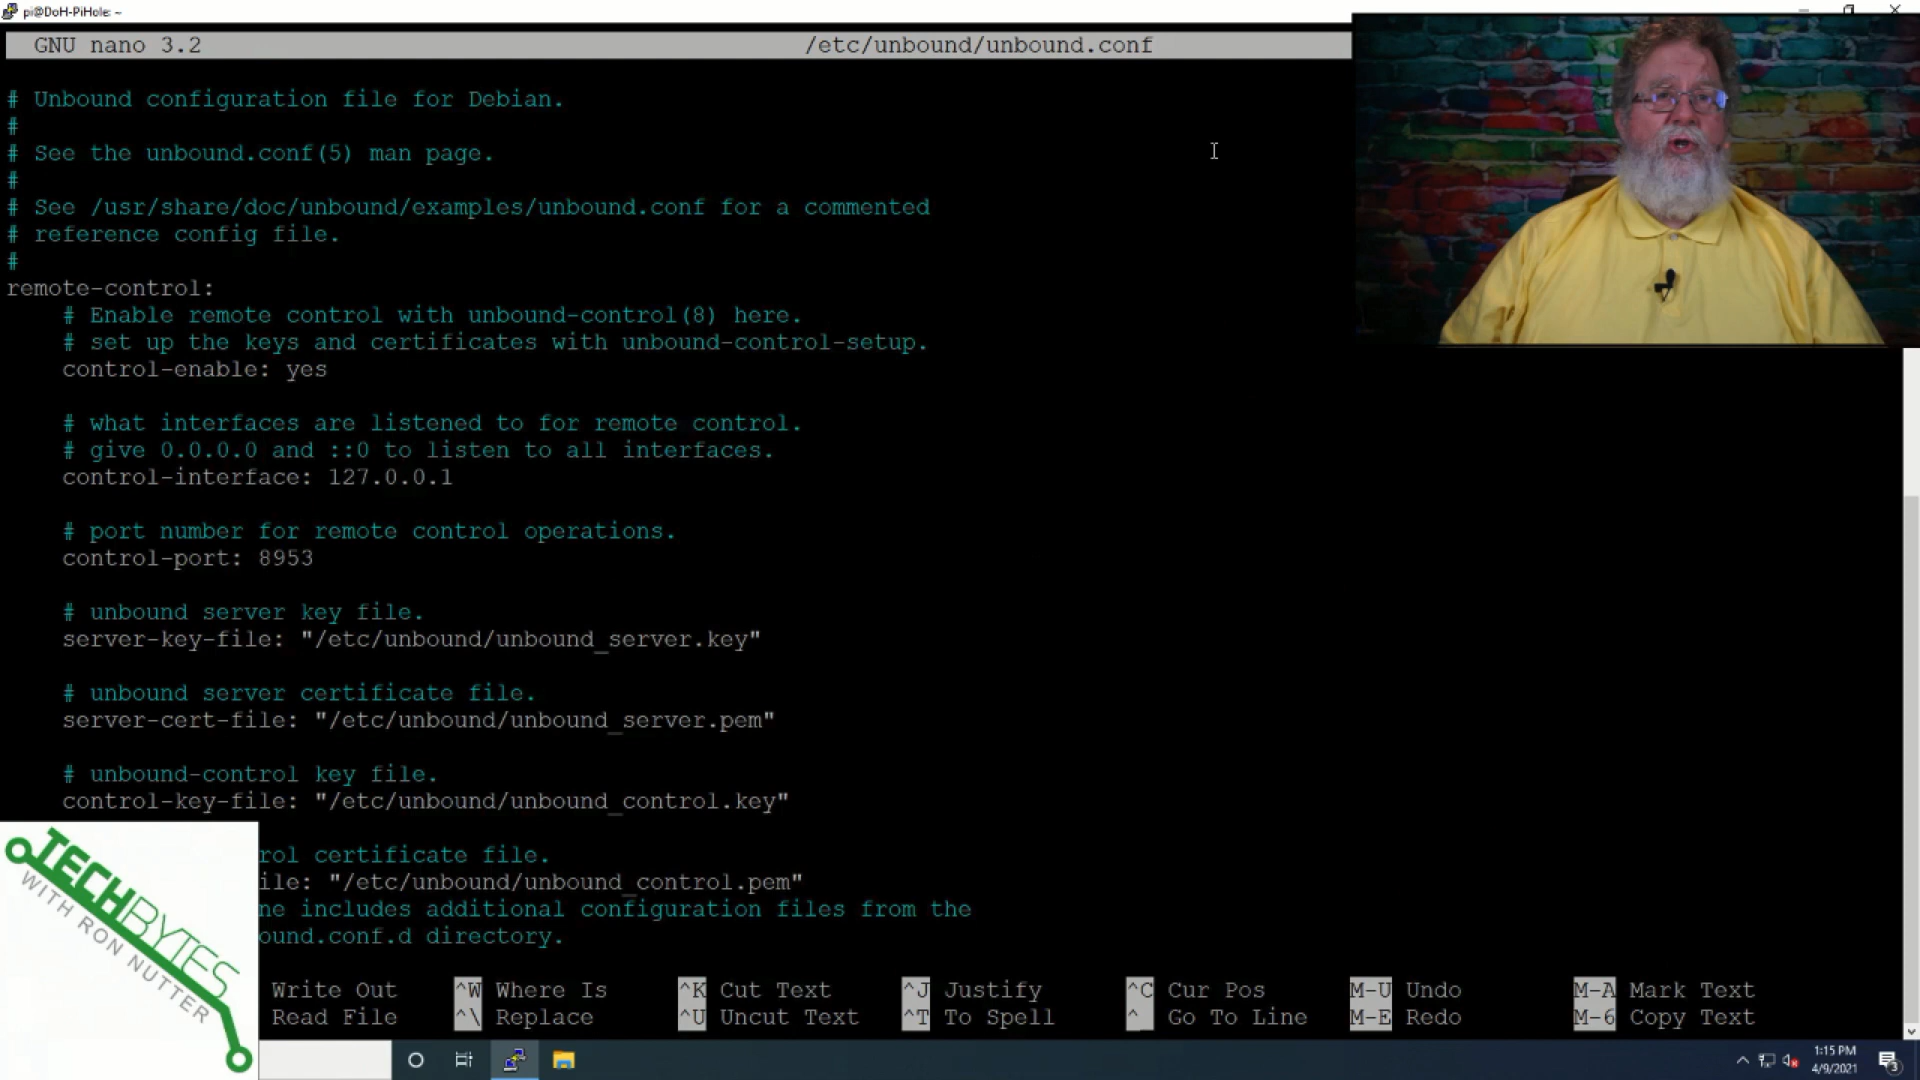 pi@DoH-PiHole: ~
GNU nano 3.2 /etc/unbound/unbound.conf
# Unbound configuration file for Debian.
#
# See the unbound.conf(5) man page.
#
# See /usr/share/doc/unbound/examples/unbound.conf for a commented
# reference config file.
#
remote-control:
# Enable remote control with unbound-control(8) here.
# set up the keys and certificates with unbound-control-setup.
control-enable: yes
# what interfaces are listened to for remote control.
# give 0.0.0.0 and ::0 to listen to all interfaces.
control-interface: 127.0.0.1
# port number for remote control operations.
control-port: 8953
# unbound server key file.
server-key-file: "/etc/unbound/unbound_server.key"
# unbound server certificate file.
server-cert-file: "/etc/unbound/unbound_server.pem"
# unbound-control key file.
control-key-file: "/etc/unbound/unbound_control.key"
rol certificate file.
ile: "/etc/unbound/unbound_control.pem"
ne includes additional configuration files from the
ound.conf.d directory.
Write Out ^W Where Is ^K Cut Text ^J Justify ^C Cur Pos M-U Undo M-A Mark Text
Read File ^\ Replace ^U Uncut Text ^T To Spell ^_ Go To Line M-E Redo M-6 Copy Text
TECHBYTES
WITH RON NUTTER
1:15 PM
4/9/2021
3